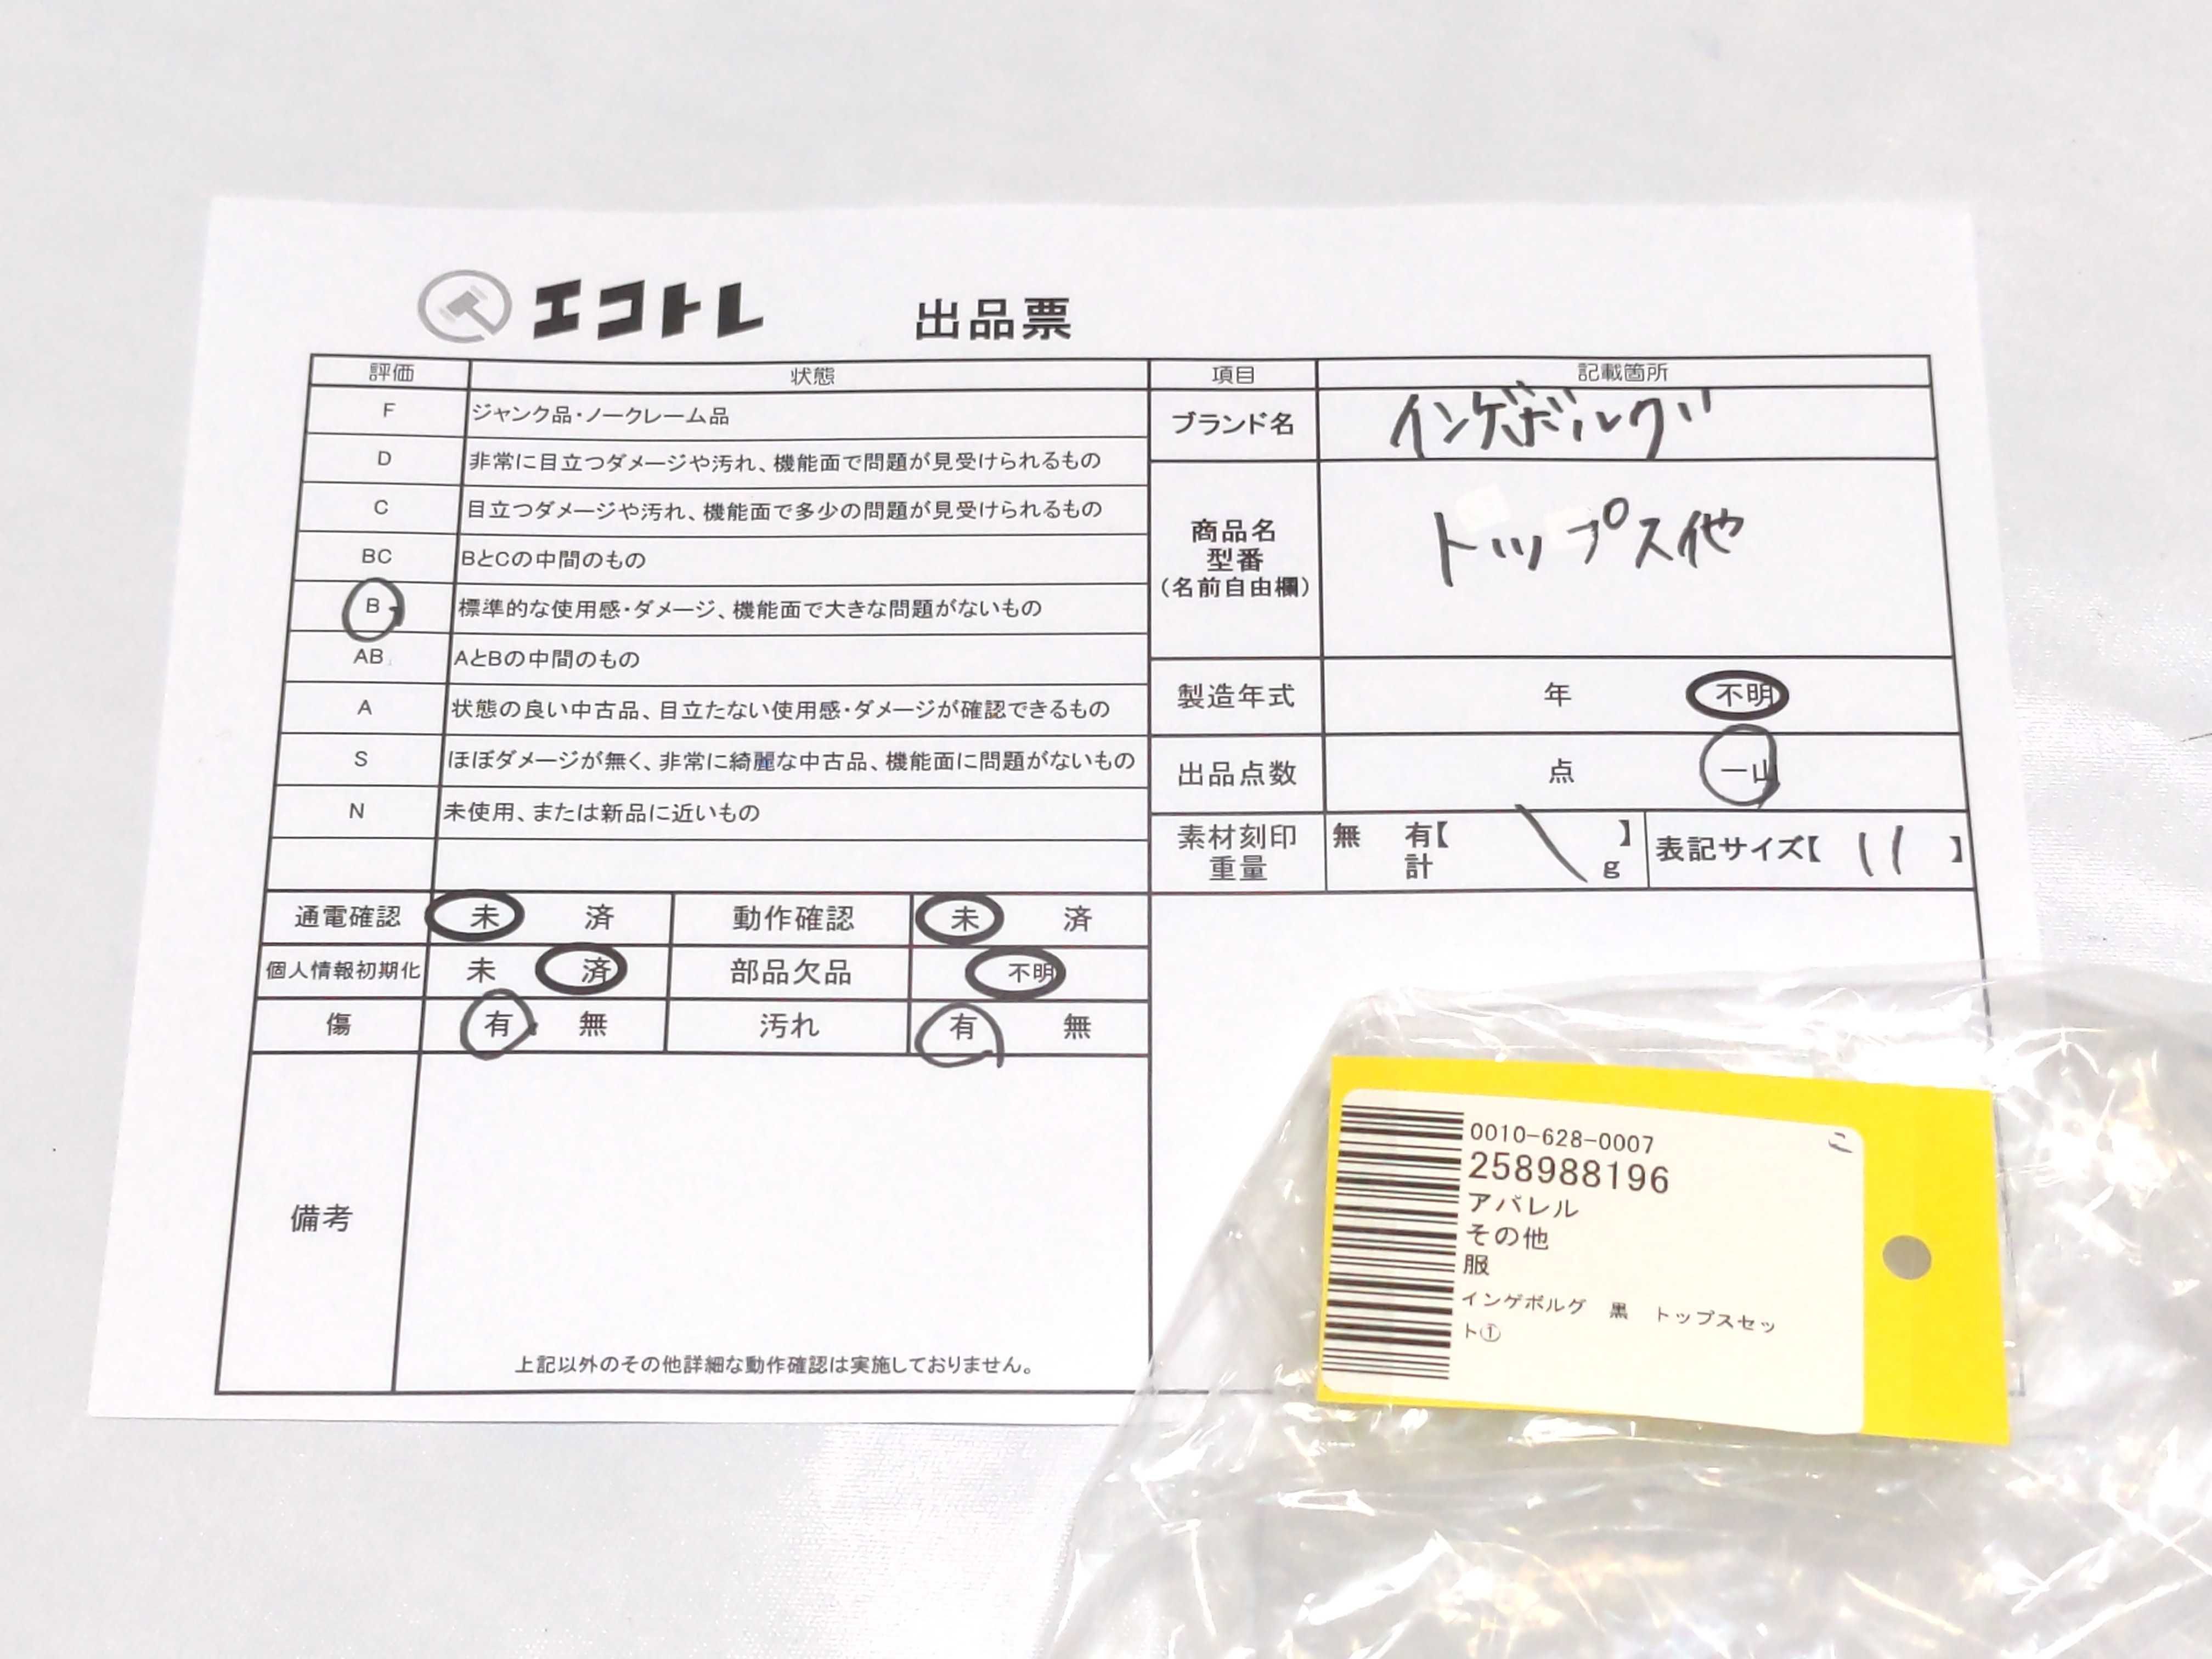 エコトレ 出品票
評価 状態
F ジャンク品・ノークレーム品
D 非常に目立つダメージや汚れ、機能面で問題が見受けられるもの
C 目立つダメージや汚れ、機能面で多少の問題が見受けられるもの
BC BとCの中間のもの
B 標準的な使用感・ダメージ、機能面で大きな問題がないもの
AB AとBの中間のもの
A 状態の良い中古品、目立たない使用感・ダメージが確認できるもの
S ほぼダメージが無く、非常に綺麗な中古品、機能面に問題がないもの
N 未使用、または新品に近いもの
通電確認 未 済 動作確認 未 済
個人情報初期化 未 済 部品欠品 不明
傷 有 無 汚れ 有 無
備考
上記以外のその他詳細な動作確認は実施しておりません。
項目 記載箇所
ブランド名 インゲボルグ
商品名
型番
(名前自由欄)
トップス他
製造年式 年 不明
出品点数 点 一山
素材刻印 無 有【 】
重量 計 g
表記サイズ【 11 】
0010-628-0007
258988196
アパレル
その他
服
インゲボルグ 黒 トップスセッ
ト①